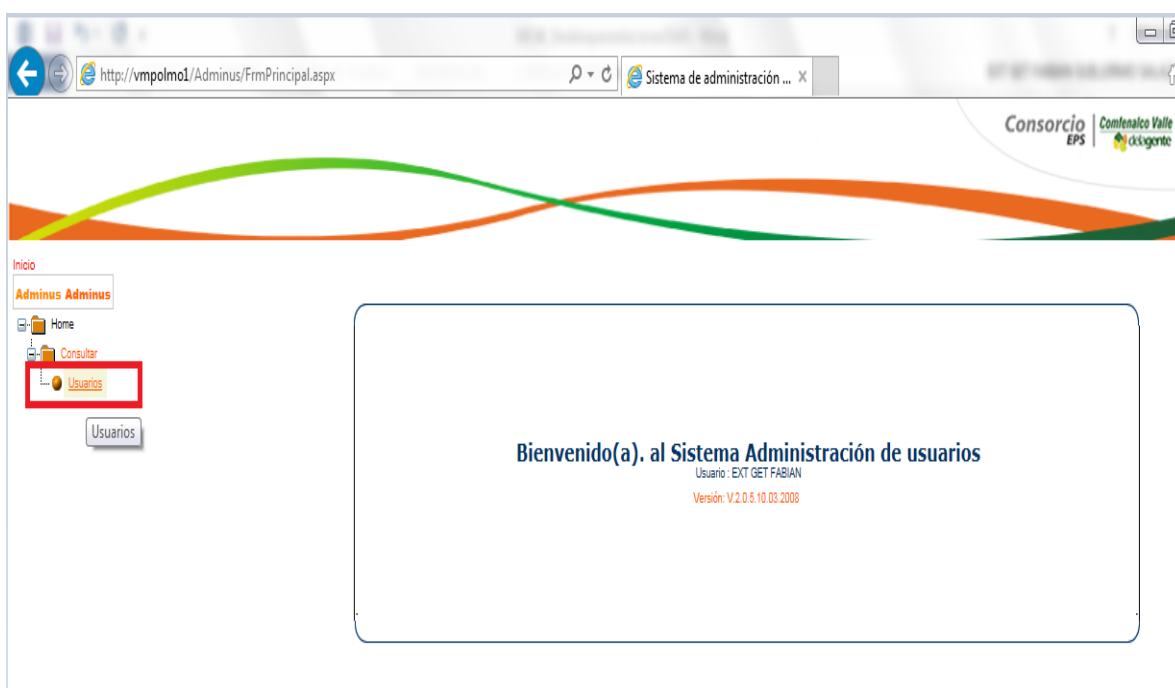 http://vmpolmo1/Adminus/FrmPrincipal.aspx
Sistema de administración ...
Consorcio
EPS
Comfenalco Valle
delagente
Inicio
Adminus Adminus
Home
Consultar
Usuarios
Usuarios
Bienvenido(a). al Sistema Administración de usuarios
Usuario : EXT GET FABIAN
Versión: V.2.0.5.10.03.2008